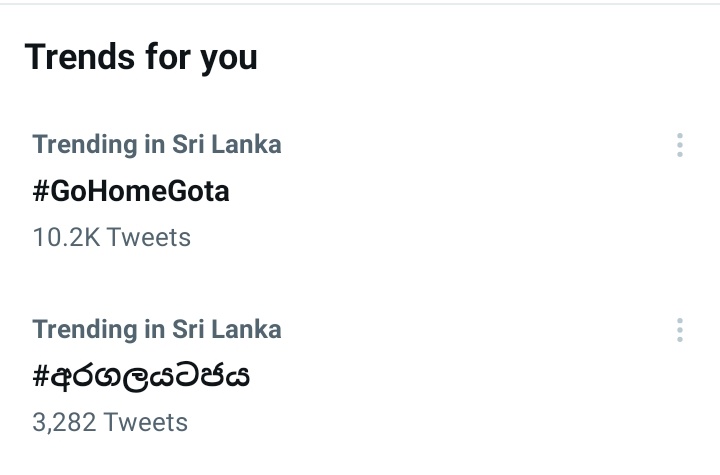 Trends for you
Trending in Sri Lanka
#GoHomeGota
10.2K Tweets
Trending in Sri Lanka
#අරගලයටජය
3,282 Tweets